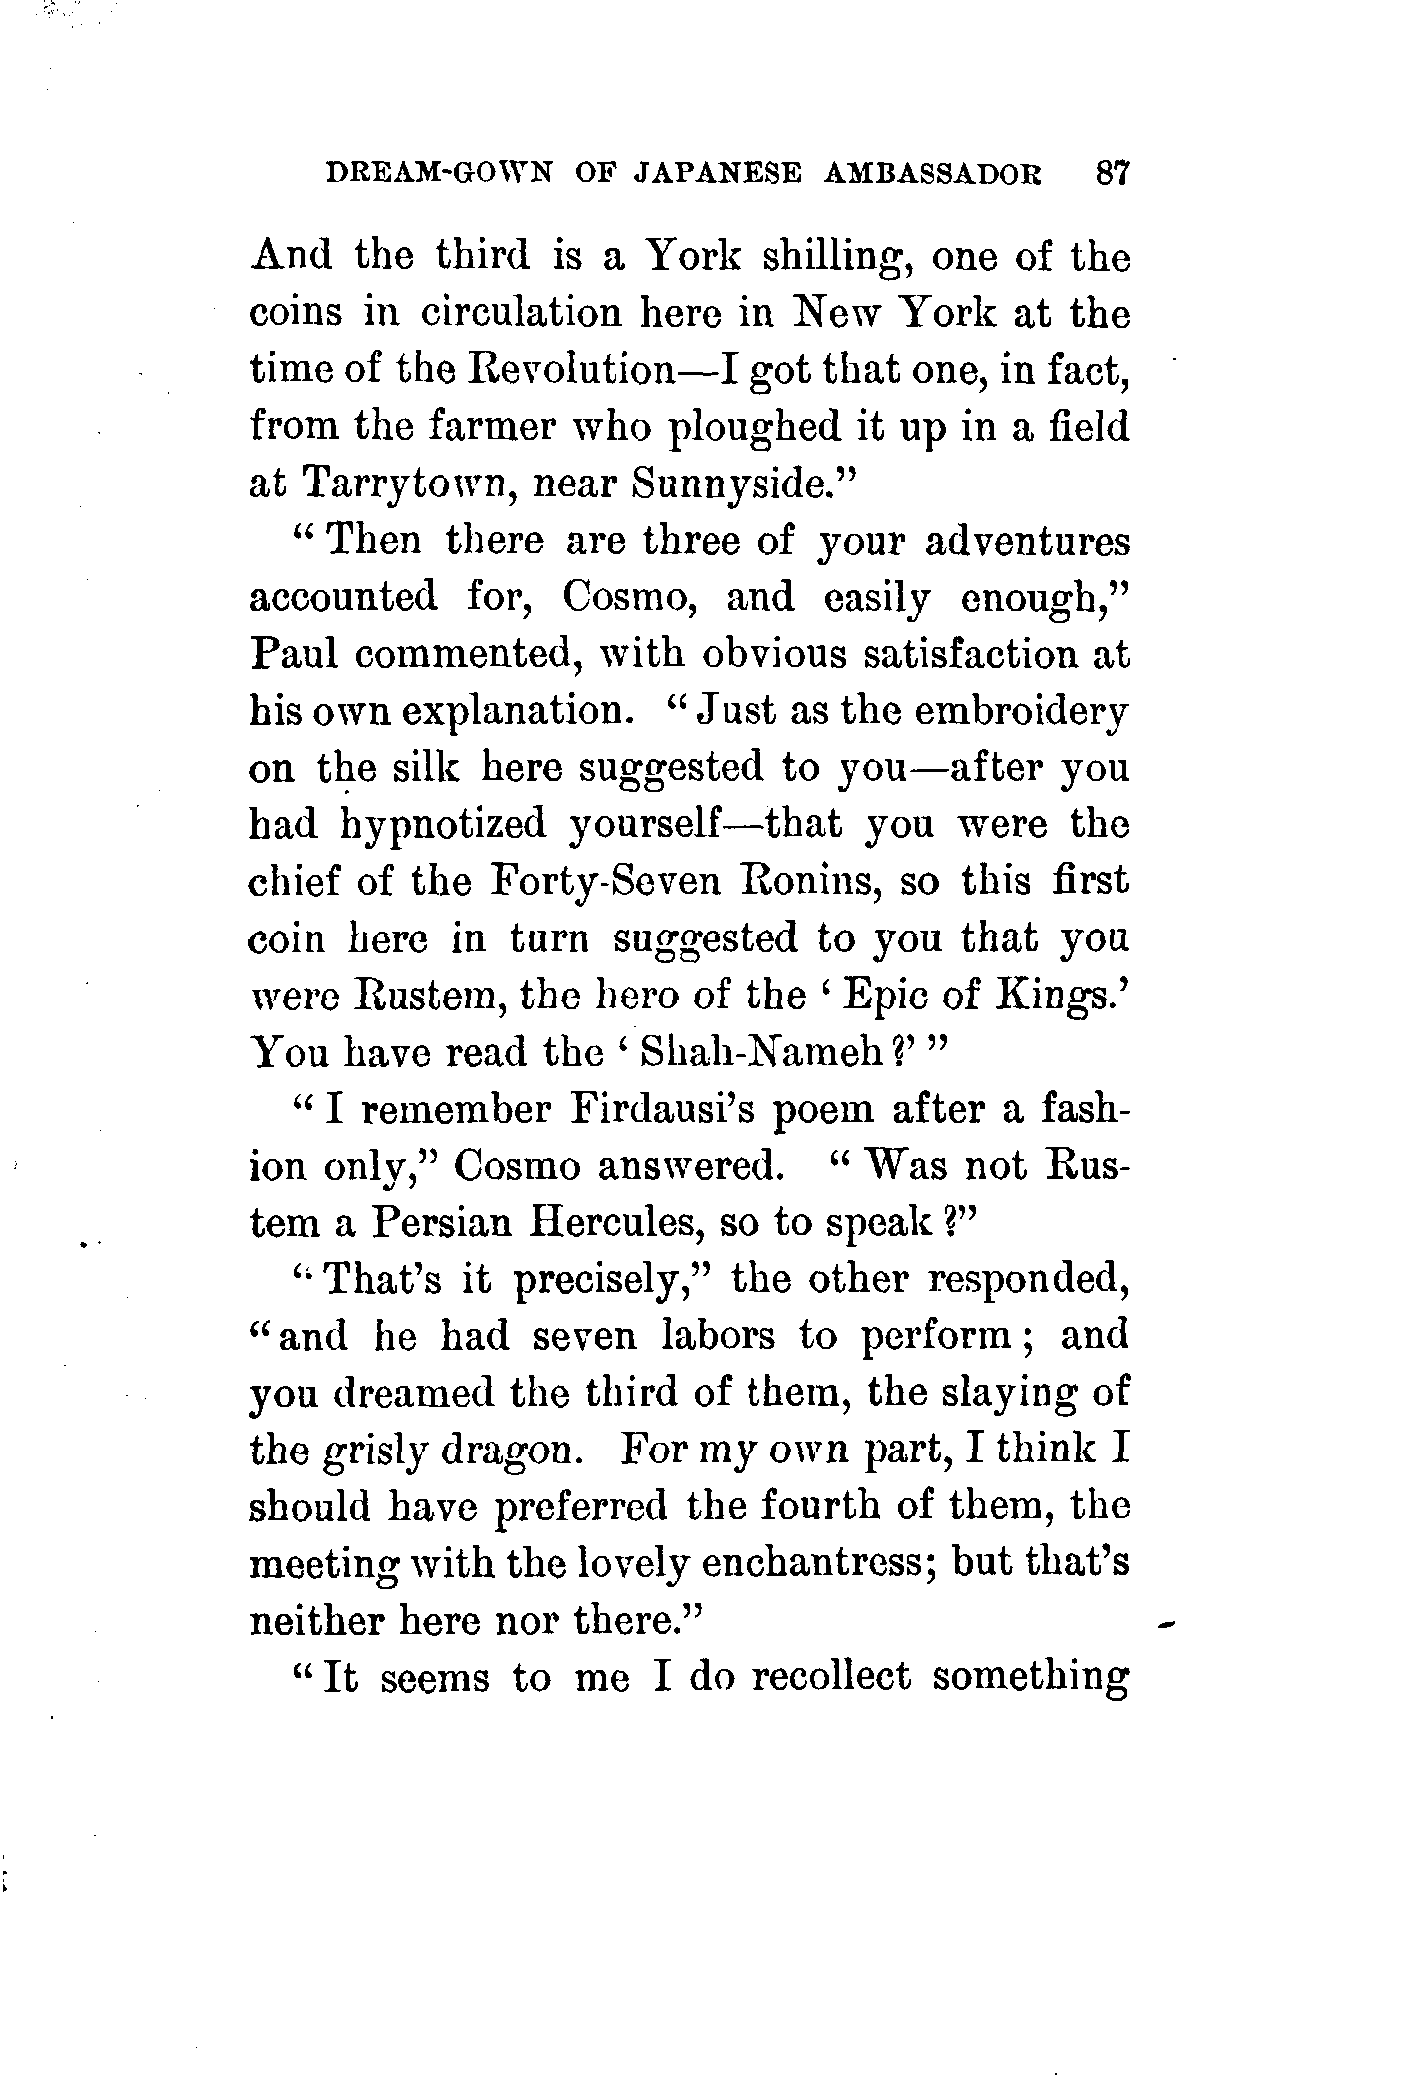 DREAM-GOWN OF JAPANESE AMBASSADOR 87
And the third is a York shilling, one of the
coins in circulation here in New York at the
time of the Revolution—I got that one, in fact,
from the farmer who ploughed it up in a field
at Tarrytown, near Sunnyside."
"Then there are three of your adventures
accounted for, Cosmo, and easily enough,"
Paul commented, with obvious satisfaction at
his own explanation. "Just as the embroidery
on the silk here suggested to you—after you
had hypnotized yourself—that you were the
chief of the Forty-Seven Ronins, so this first
coin here in turn suggested to you that you
were Rustem, the hero of the 'Epic of Kings.'
You have read the 'Shah-Nameh?'"
"I remember Firdausi's poem after a fash-
ion only," Cosmo answered. "Was not Rus-
tem a Persian Hercules, so to speak?"
"That's it precisely," the other responded,
"and he had seven labors to perform; and
you dreamed the third of them, the slaying of
the grisly dragon. For my own part, I think I
should have preferred the fourth of them, the
meeting with the lovely enchantress; but that's
neither here nor there."
"It seems to me I do recollect something